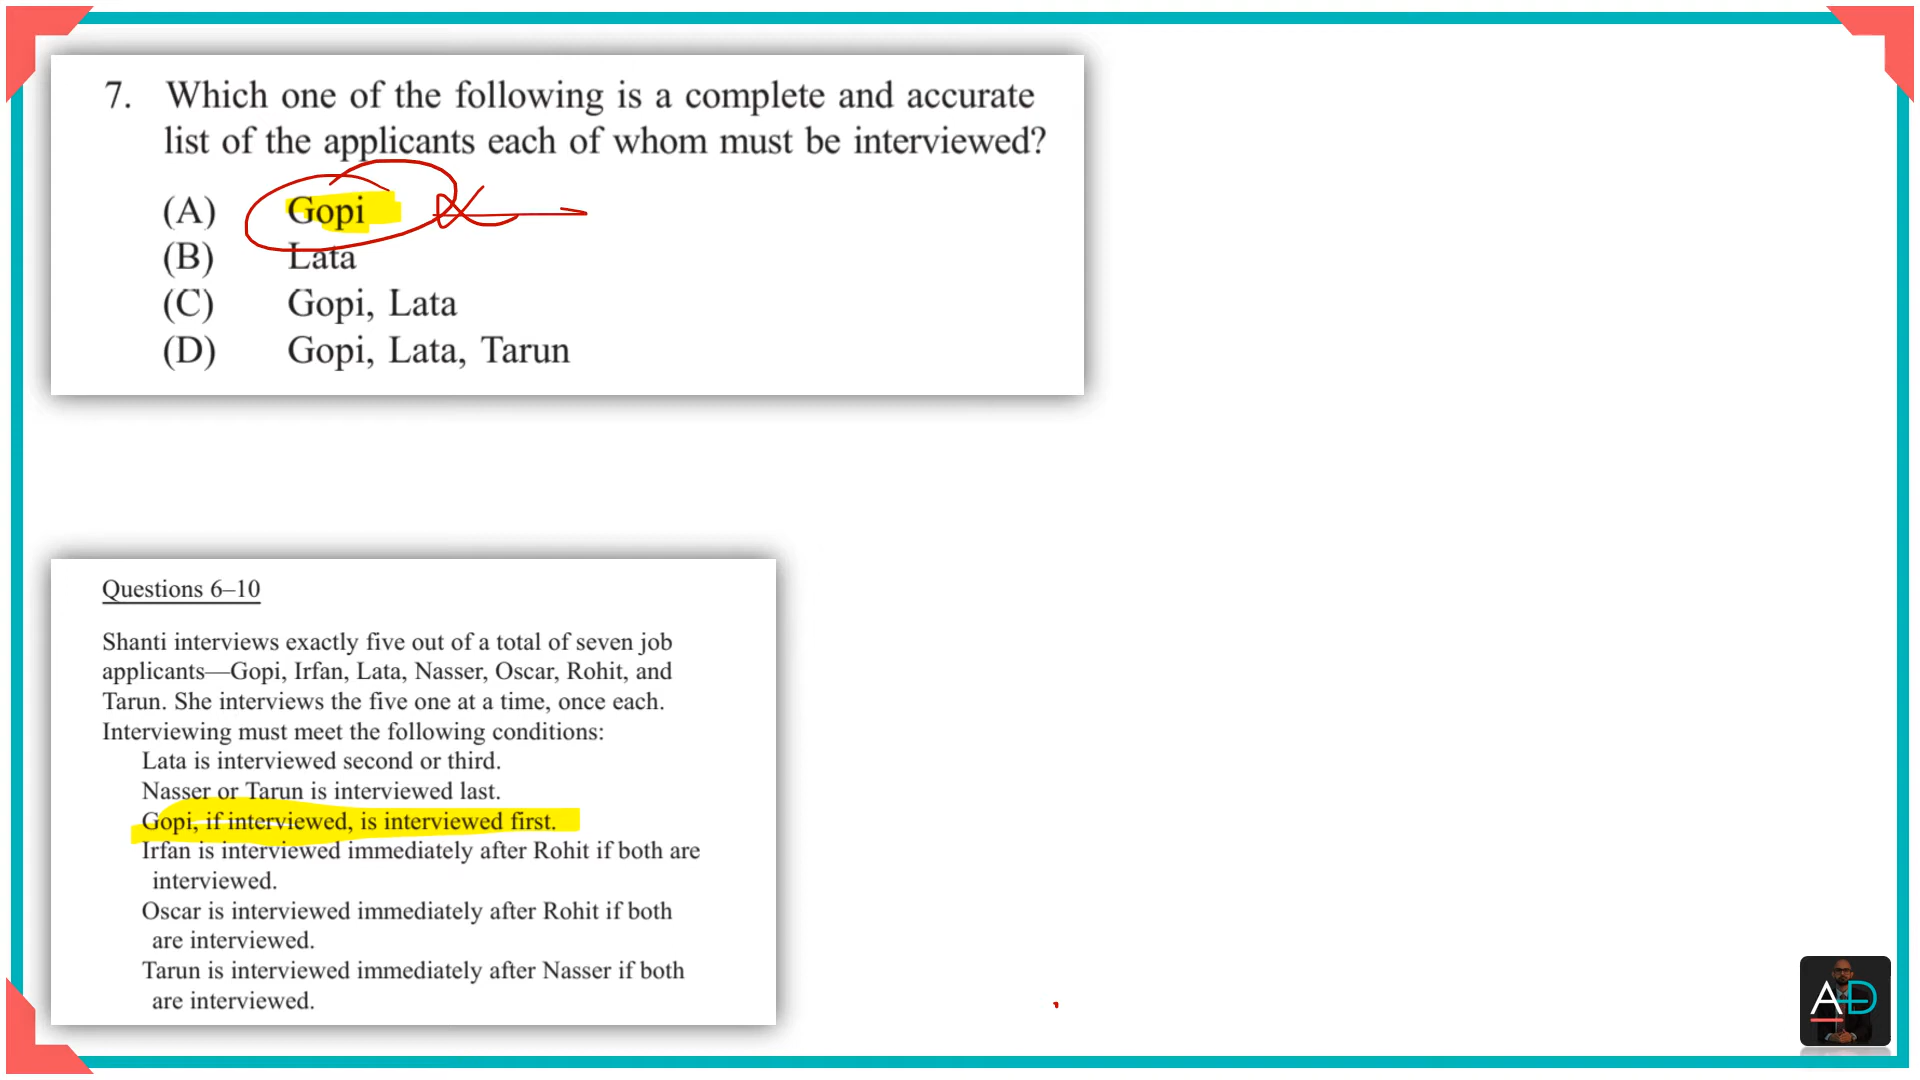 7. Which one of the following is a complete and accurate
list of the applicants each of whom must be interviewed?
(A) Gopi
(B) Lata
(C) Gopi, Lata
(D) Gopi, Lata, Tarun
Questions 6–10
Shanti interviews exactly five out of a total of seven job
applicants—Gopi, Irfan, Lata, Nasser, Oscar, Rohit, and
Tarun. She interviews the five one at a time, once each.
Interviewing must meet the following conditions:
Lata is interviewed second or third.
Nasser or Tarun is interviewed last.
Gopi, if interviewed, is interviewed first.
Irfan is interviewed immediately after Rohit if both are
interviewed.
Oscar is interviewed immediately after Rohit if both
are interviewed.
Tarun is interviewed immediately after Nasser if both
are interviewed.
AD